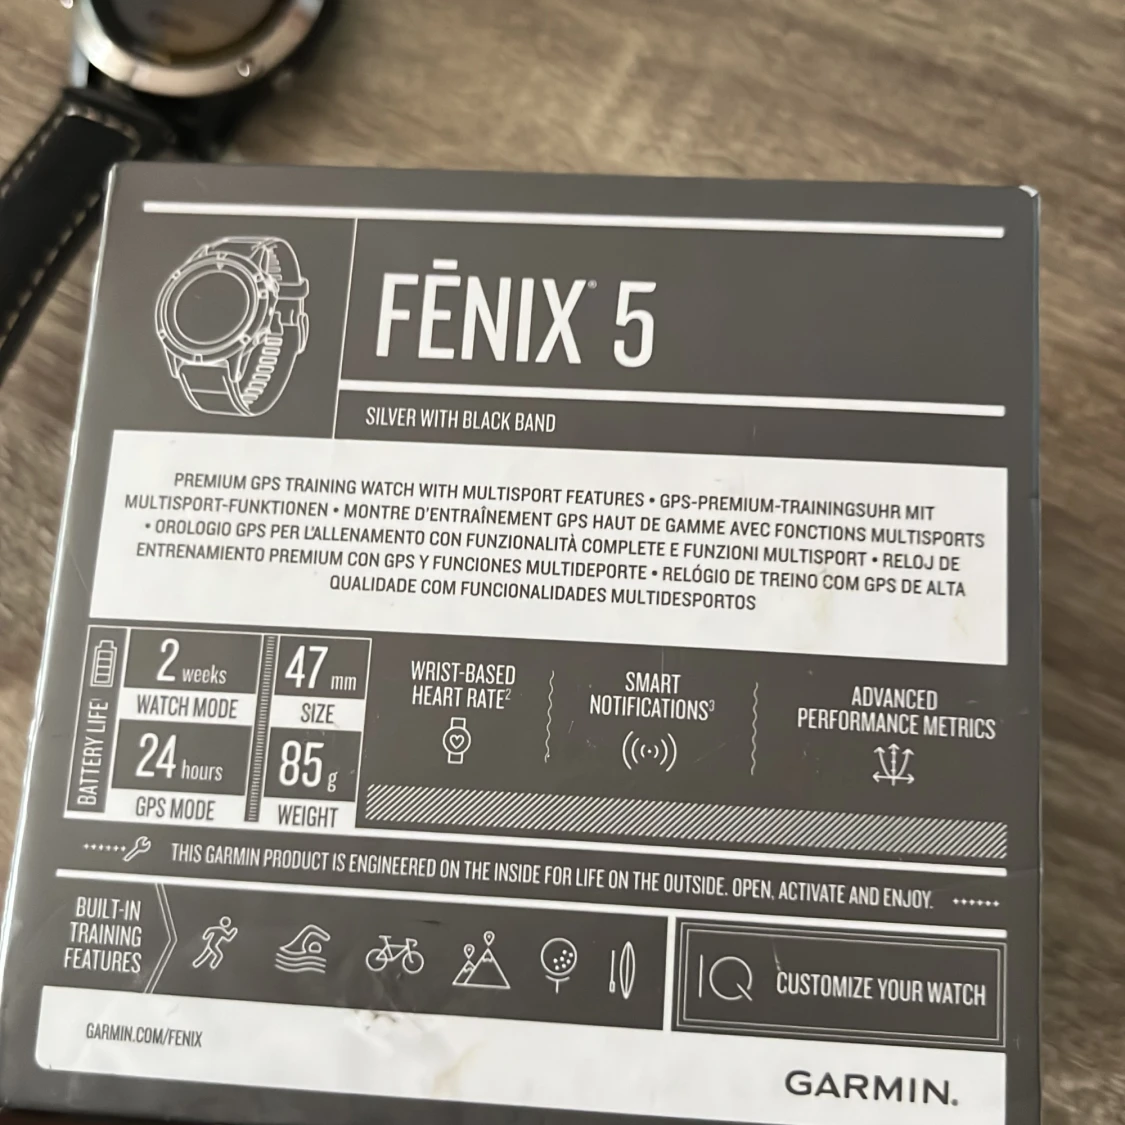 FĒNIX® 5
SILVER WITH BLACK BAND
PREMIUM GPS TRAINING WATCH WITH MULTISPORT FEATURES • GPS-PREMIUM-TRAININGSUHR MIT
MULTISPORT-FUNKTIONEN • MONTRE D'ENTRAÎNEMENT GPS HAUT DE GAMME AVEC FONCTIONS MULTISPORTS
• OROLOGIO GPS PER L'ALLENAMENTO CON FUNZIONALITÀ COMPLETE E FUNZIONI MULTISPORT • RELOJ DE
ENTRENAMIENTO PREMIUM CON GPS Y FUNCIONES MULTIDEPORTE • RELÓGIO DE TREINO COM GPS DE ALTA
QUALIDADE COM FUNCIONALIDADES MULTIDESPORTOS
BATTERY LIFE¹
2 weeks
WATCH MODE
24 hours
GPS MODE
47 mm
SIZE
85 g
WEIGHT
WRIST-BASED
HEART RATE²
SMART
NOTIFICATIONS³
ADVANCED
PERFORMANCE METRICS
THIS GARMIN PRODUCT IS ENGINEERED ON THE INSIDE FOR LIFE ON THE OUTSIDE. OPEN, ACTIVATE AND ENJOY.
BUILT-IN
TRAINING
FEATURES
IQ CUSTOMIZE YOUR WATCH
GARMIN.COM/FENIX
GARMIN.